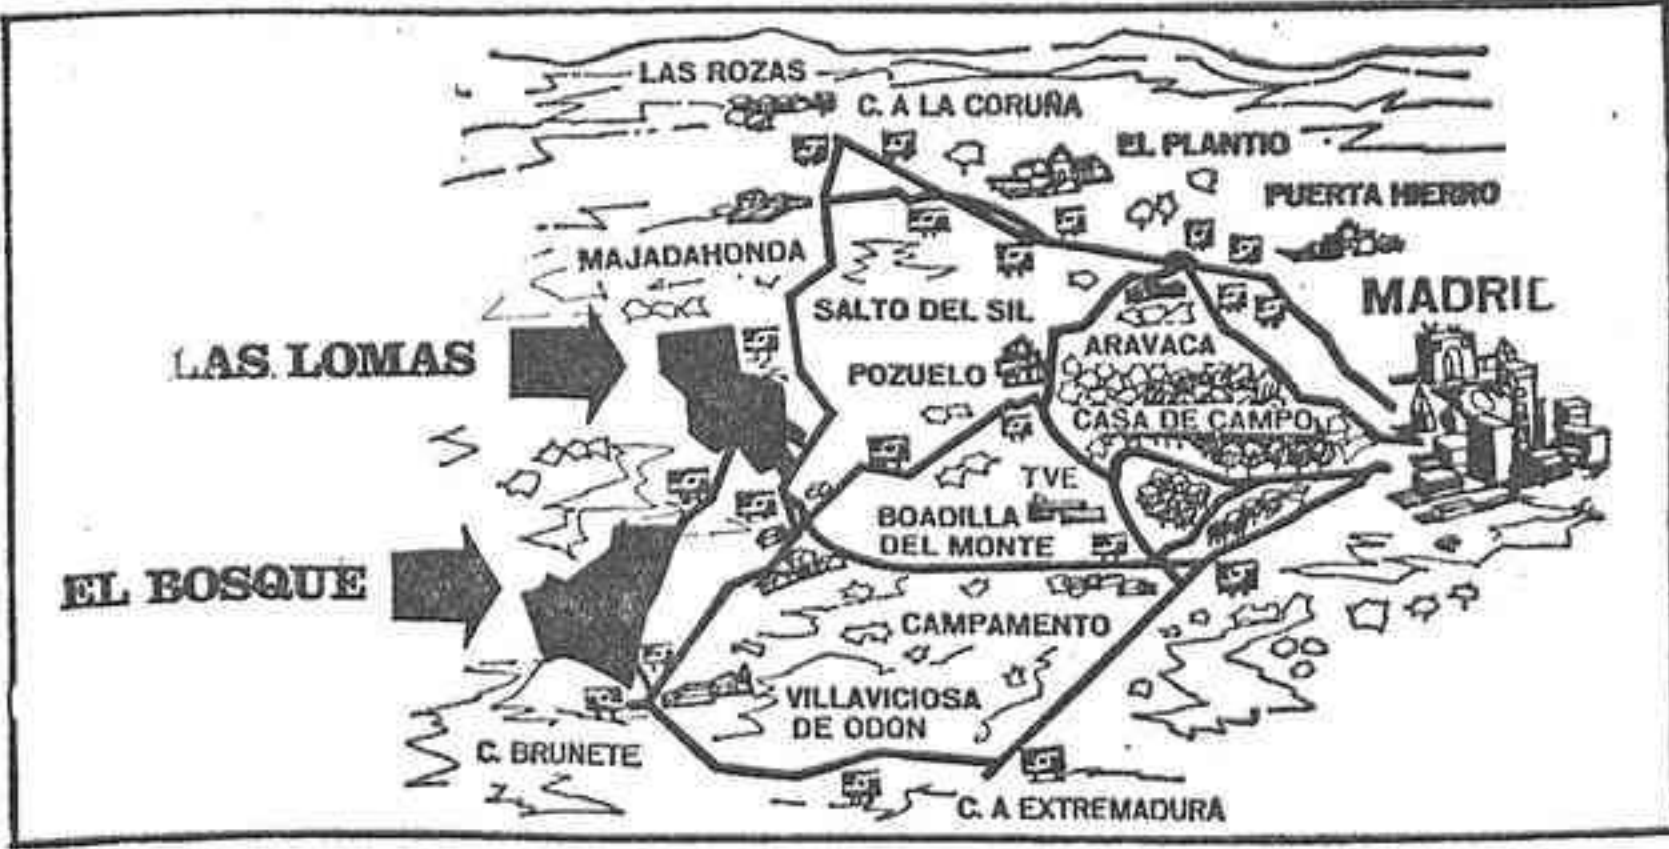 LAS ROZAS
C. A LA CORUÑA
EL PLANTIO
PUERTA HIERRO
MAJADAHONDA
MADRID
SALTO DEL SIL
LAS LOMAS
ARAVACA
POZUELO
CASA DE CAMPO
TVE
BOADILLA
DEL MONTE
EL BOSQUE
CAMPAMENTO
VILLAVICIOSA
DE ODON
C. BRUNETE
C. A EXTREMADURA